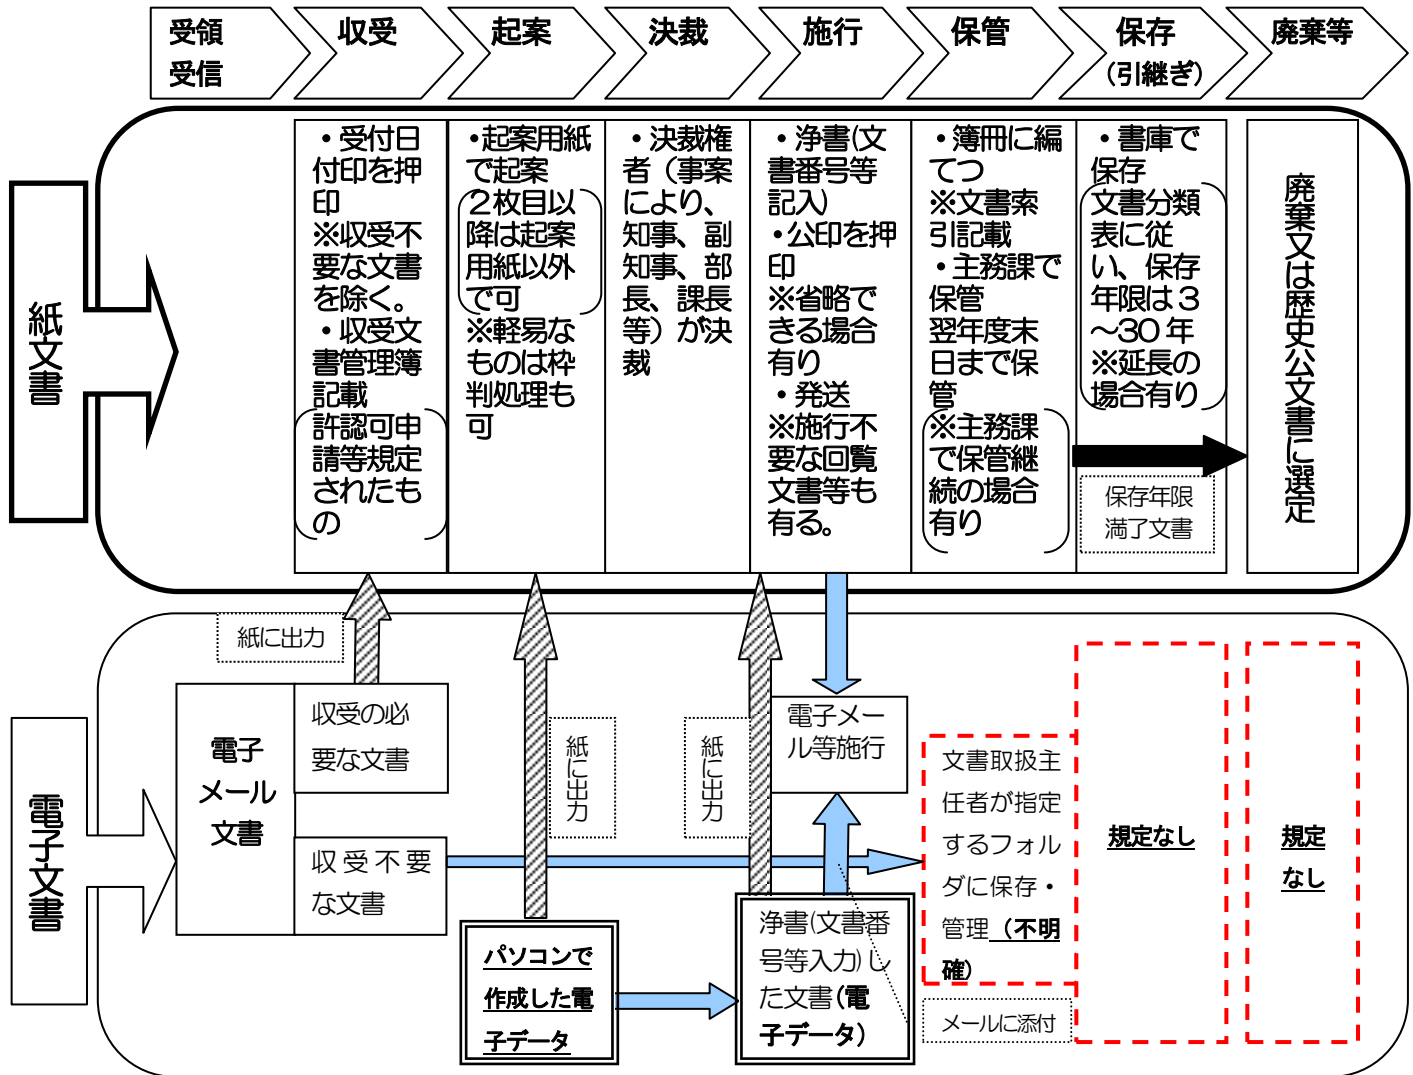 受領
受信
収受
起案
決裁
施行
保管
保存
（引継ぎ）
廃棄等
紙文書
・受付日
付印を押
印
※収受不
要な文書
を除く。
・収受文
書管理簿
記載
許認可申
請等規定
されたも
の
・起案用紙
で起案
２枚目以
降は起案
用紙以外
で可
※軽易な
ものは枠
判処理も
可
・決裁権
者（事案
により、
知事、副
知事、部
長、課長
等）が決
裁
・浄書(文
書番号等
記入)
・公印を押
印
※省略で
きる場合
有り
・発送
※施行不
要な回覧
文書等も
有る。
・簿冊に編
てつ
※文書索
引記載
・主務課で
保管
翌年度末
日まで保
管
※主務課
で保管継
続の場合
有り
・書庫で
保存
文書分類
表に従
い、保存
年限は３
～30 年
※延長の
場合有り
保存年限
満了文書
廃棄又は歴史公文書に選定
電子文書
紙に出力
電子
メール
文書
収受の必
要な文書
収受不要
な文書
紙に出力
紙に出力
パソコンで
作成した電
子データ
電子メー
ル等施行
浄書(文書番
号等入力)し
た文書(電
子データ)
文書取扱主
任者が指定
するフォル
ダに保存・
管理（不明
確）
メールに添付
規定なし
規定
なし